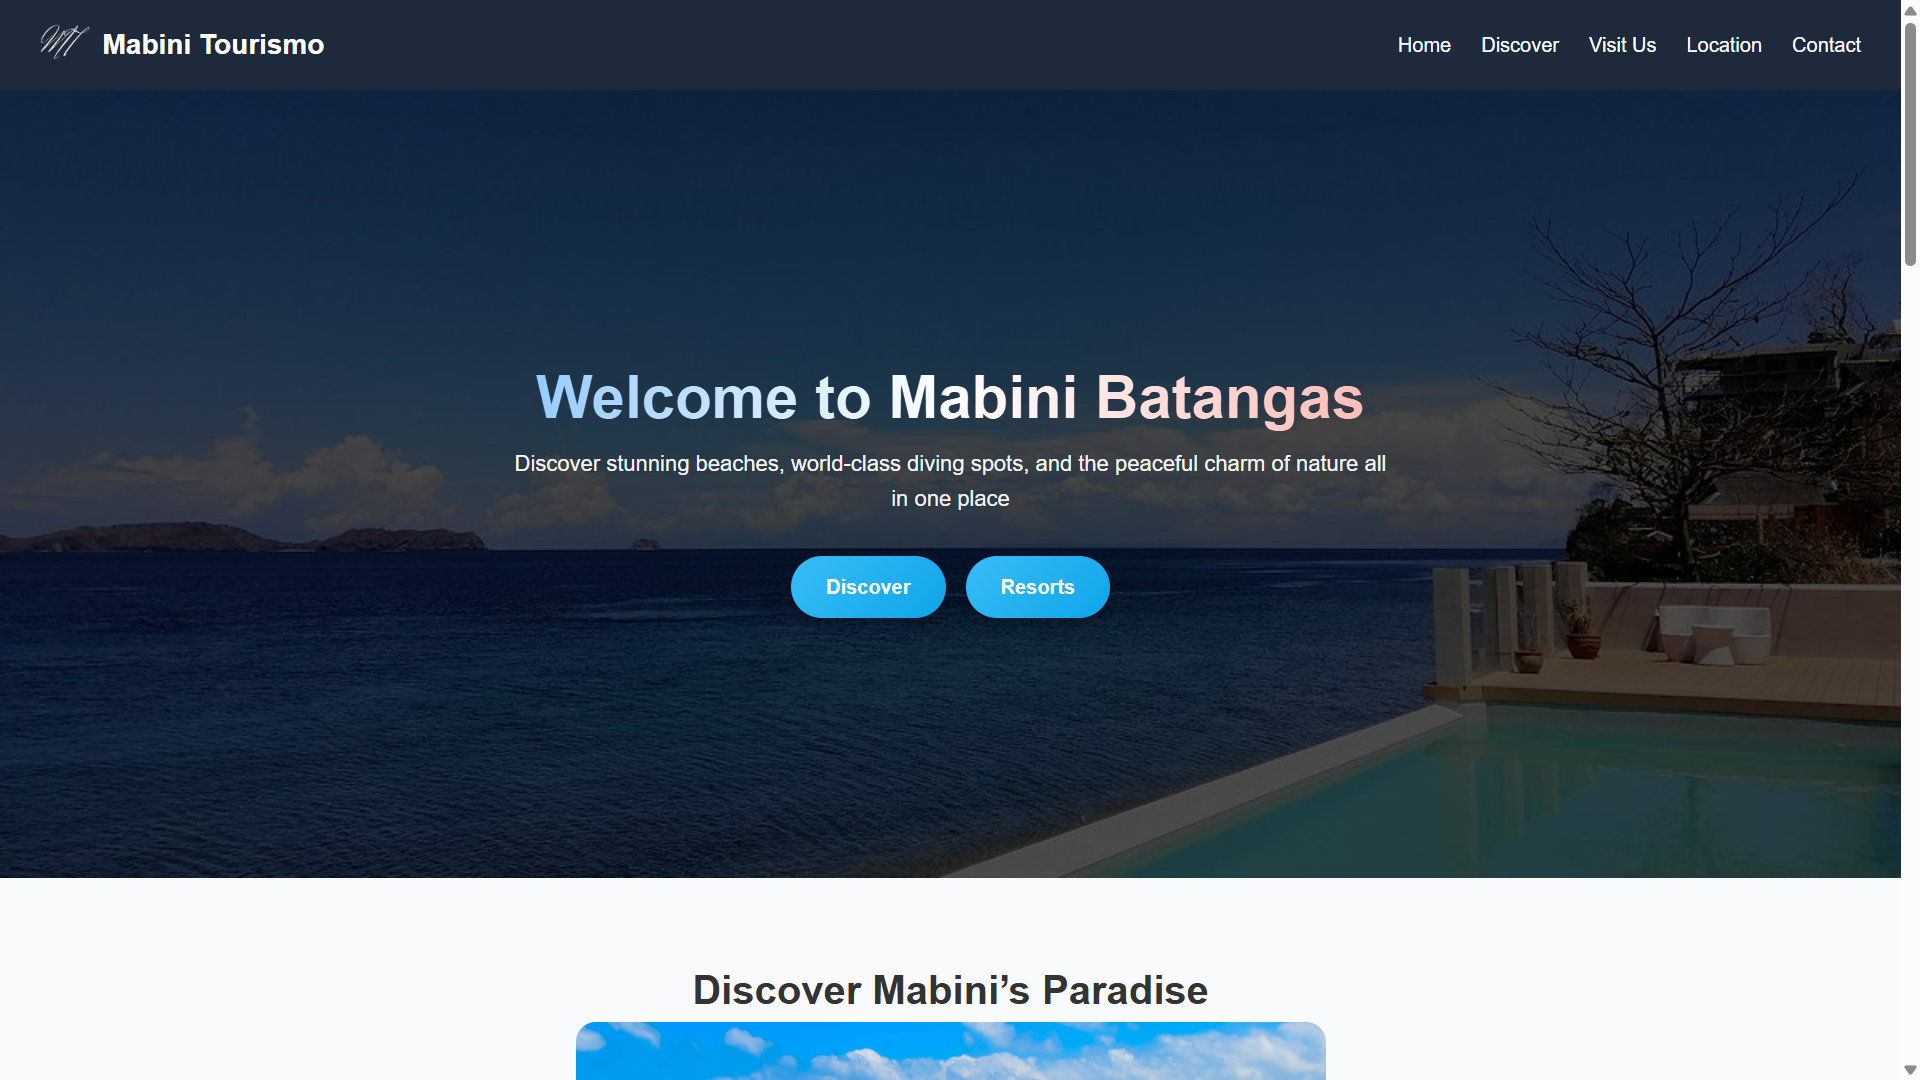 MT Mabini Tourismo
Home Discover Visit Us Location Contact
Welcome to Mabini Batangas
Discover stunning beaches, world-class diving spots, and the peaceful charm of nature all
in one place
Discover Resorts
Discover Mabini’s Paradise